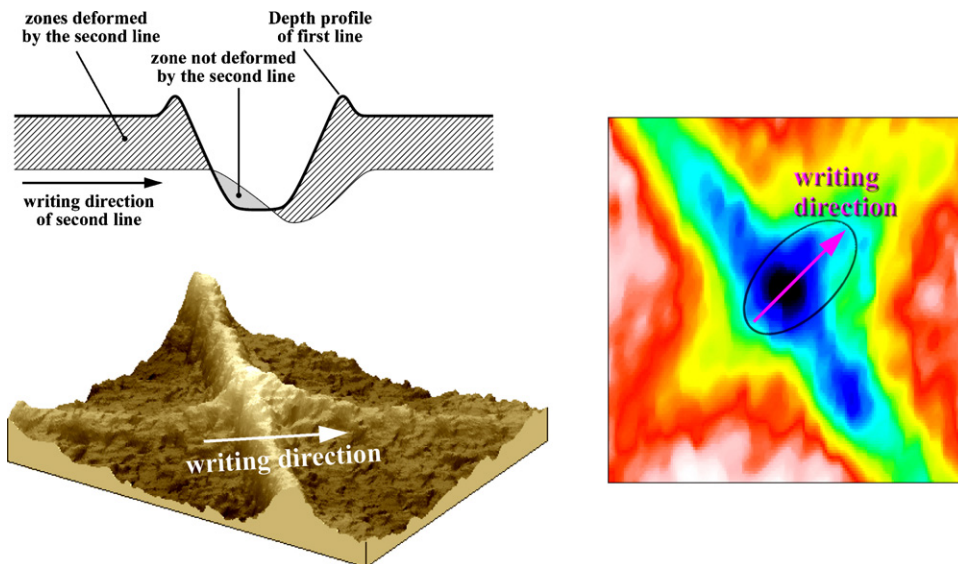 zones deformed
by the second line
zone not deformed
by the second line
Depth profile
of first line
writing direction
of second line
writing direction
writing
direction